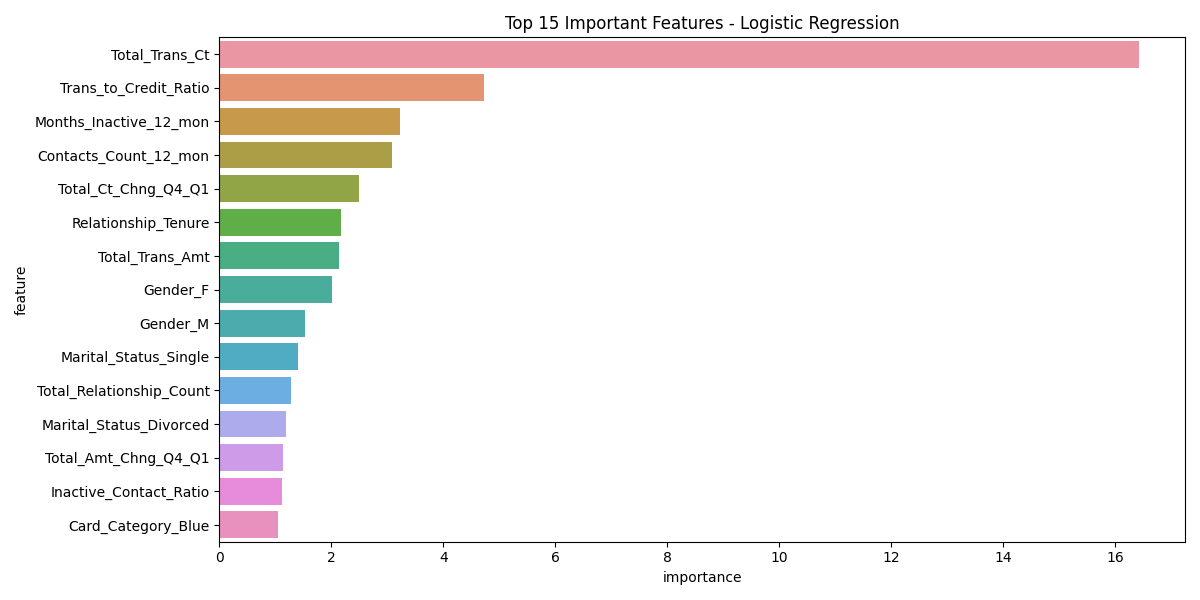 Top 15 Important Features - Logistic Regression
feature
Total_Trans_Ct
Trans_to_Credit_Ratio
Months_Inactive_12_mon
Contacts_Count_12_mon
Total_Ct_Chng_Q4_Q1
Relationship_Tenure
Total_Trans_Amt
Gender_F
Gender_M
Marital_Status_Single
Total_Relationship_Count
Marital_Status_Divorced
Total_Amt_Chng_Q4_Q1
Inactive_Contact_Ratio
Card_Category_Blue
0 2 4 6 8 10 12 14 16
importance